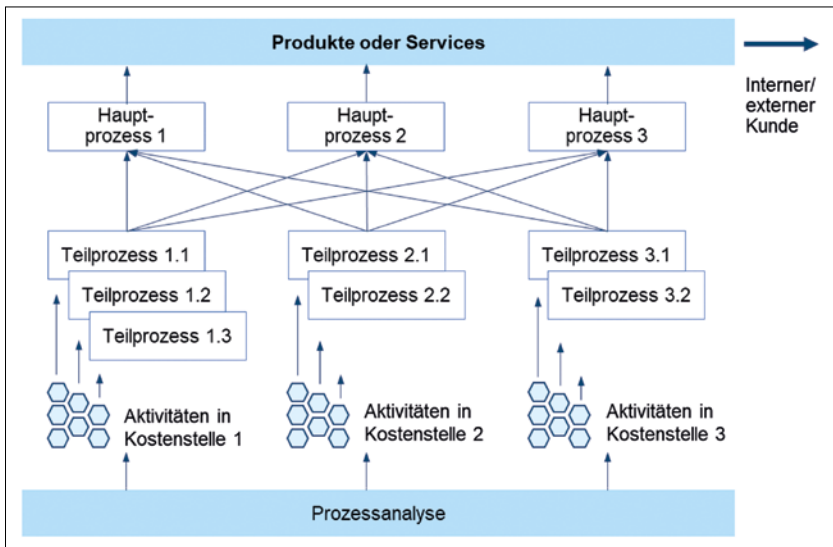 Produkte oder Services
Interner/
externer
Kunde
Haupt-
prozess 1
Haupt-
prozess 2
Haupt-
prozess 3
Teilprozess 1.1
Teilprozess 1.2
Teilprozess 1.3
Teilprozess 2.1
Teilprozess 2.2
Teilprozess 3.1
Teilprozess 3.2
Aktivitäten in
Kostenstelle 1
Aktivitäten in
Kostenstelle 2
Aktivitäten in
Kostenstelle 3
Prozessanalyse